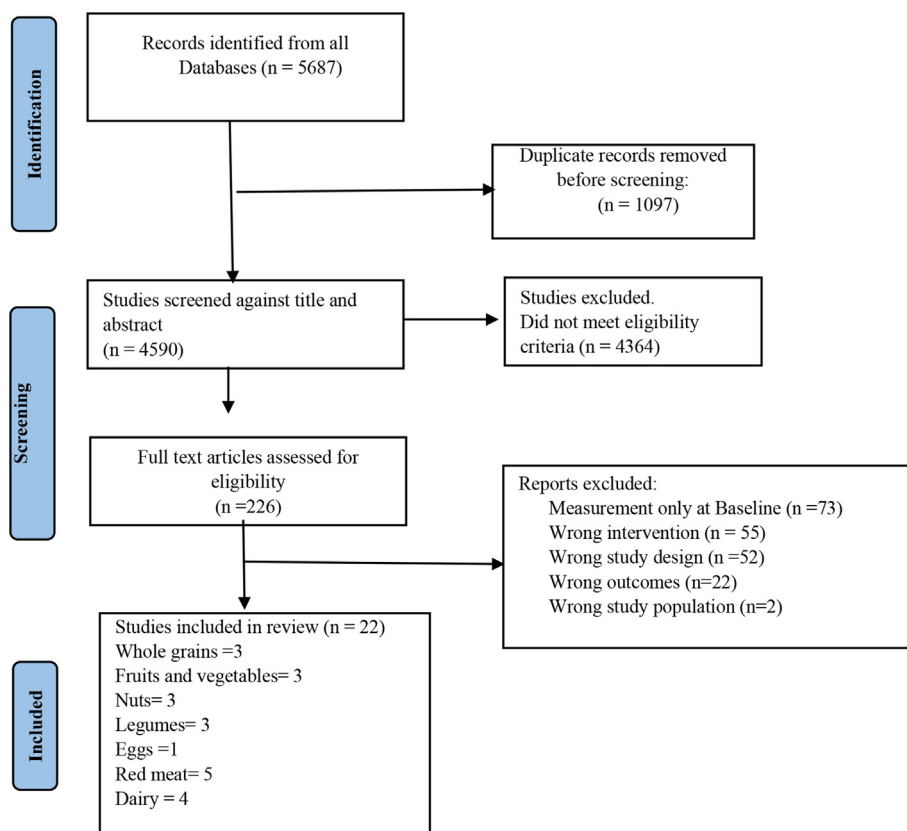 Identification
Records identified from all
Databases (n = 5687)
Duplicate records removed
before screening:
(n = 1097)
Screening
Studies screened against title and
abstract
(n = 4590)
Studies excluded.
Did not meet eligibility
criteria (n = 4364)
Full text articles assessed for
eligibility
(n =226)
Reports excluded:
Measurement only at Baseline (n =73)
Wrong intervention (n = 55)
Wrong study design (n =52)
Wrong outcomes (n=22)
Wrong study population (n=2)
Included
Studies included in review (n = 22)
Whole grains =3
Fruits and vegetables= 3
Nuts= 3
Legumes= 3
Eggs =1
Red meat= 5
Dairy = 4